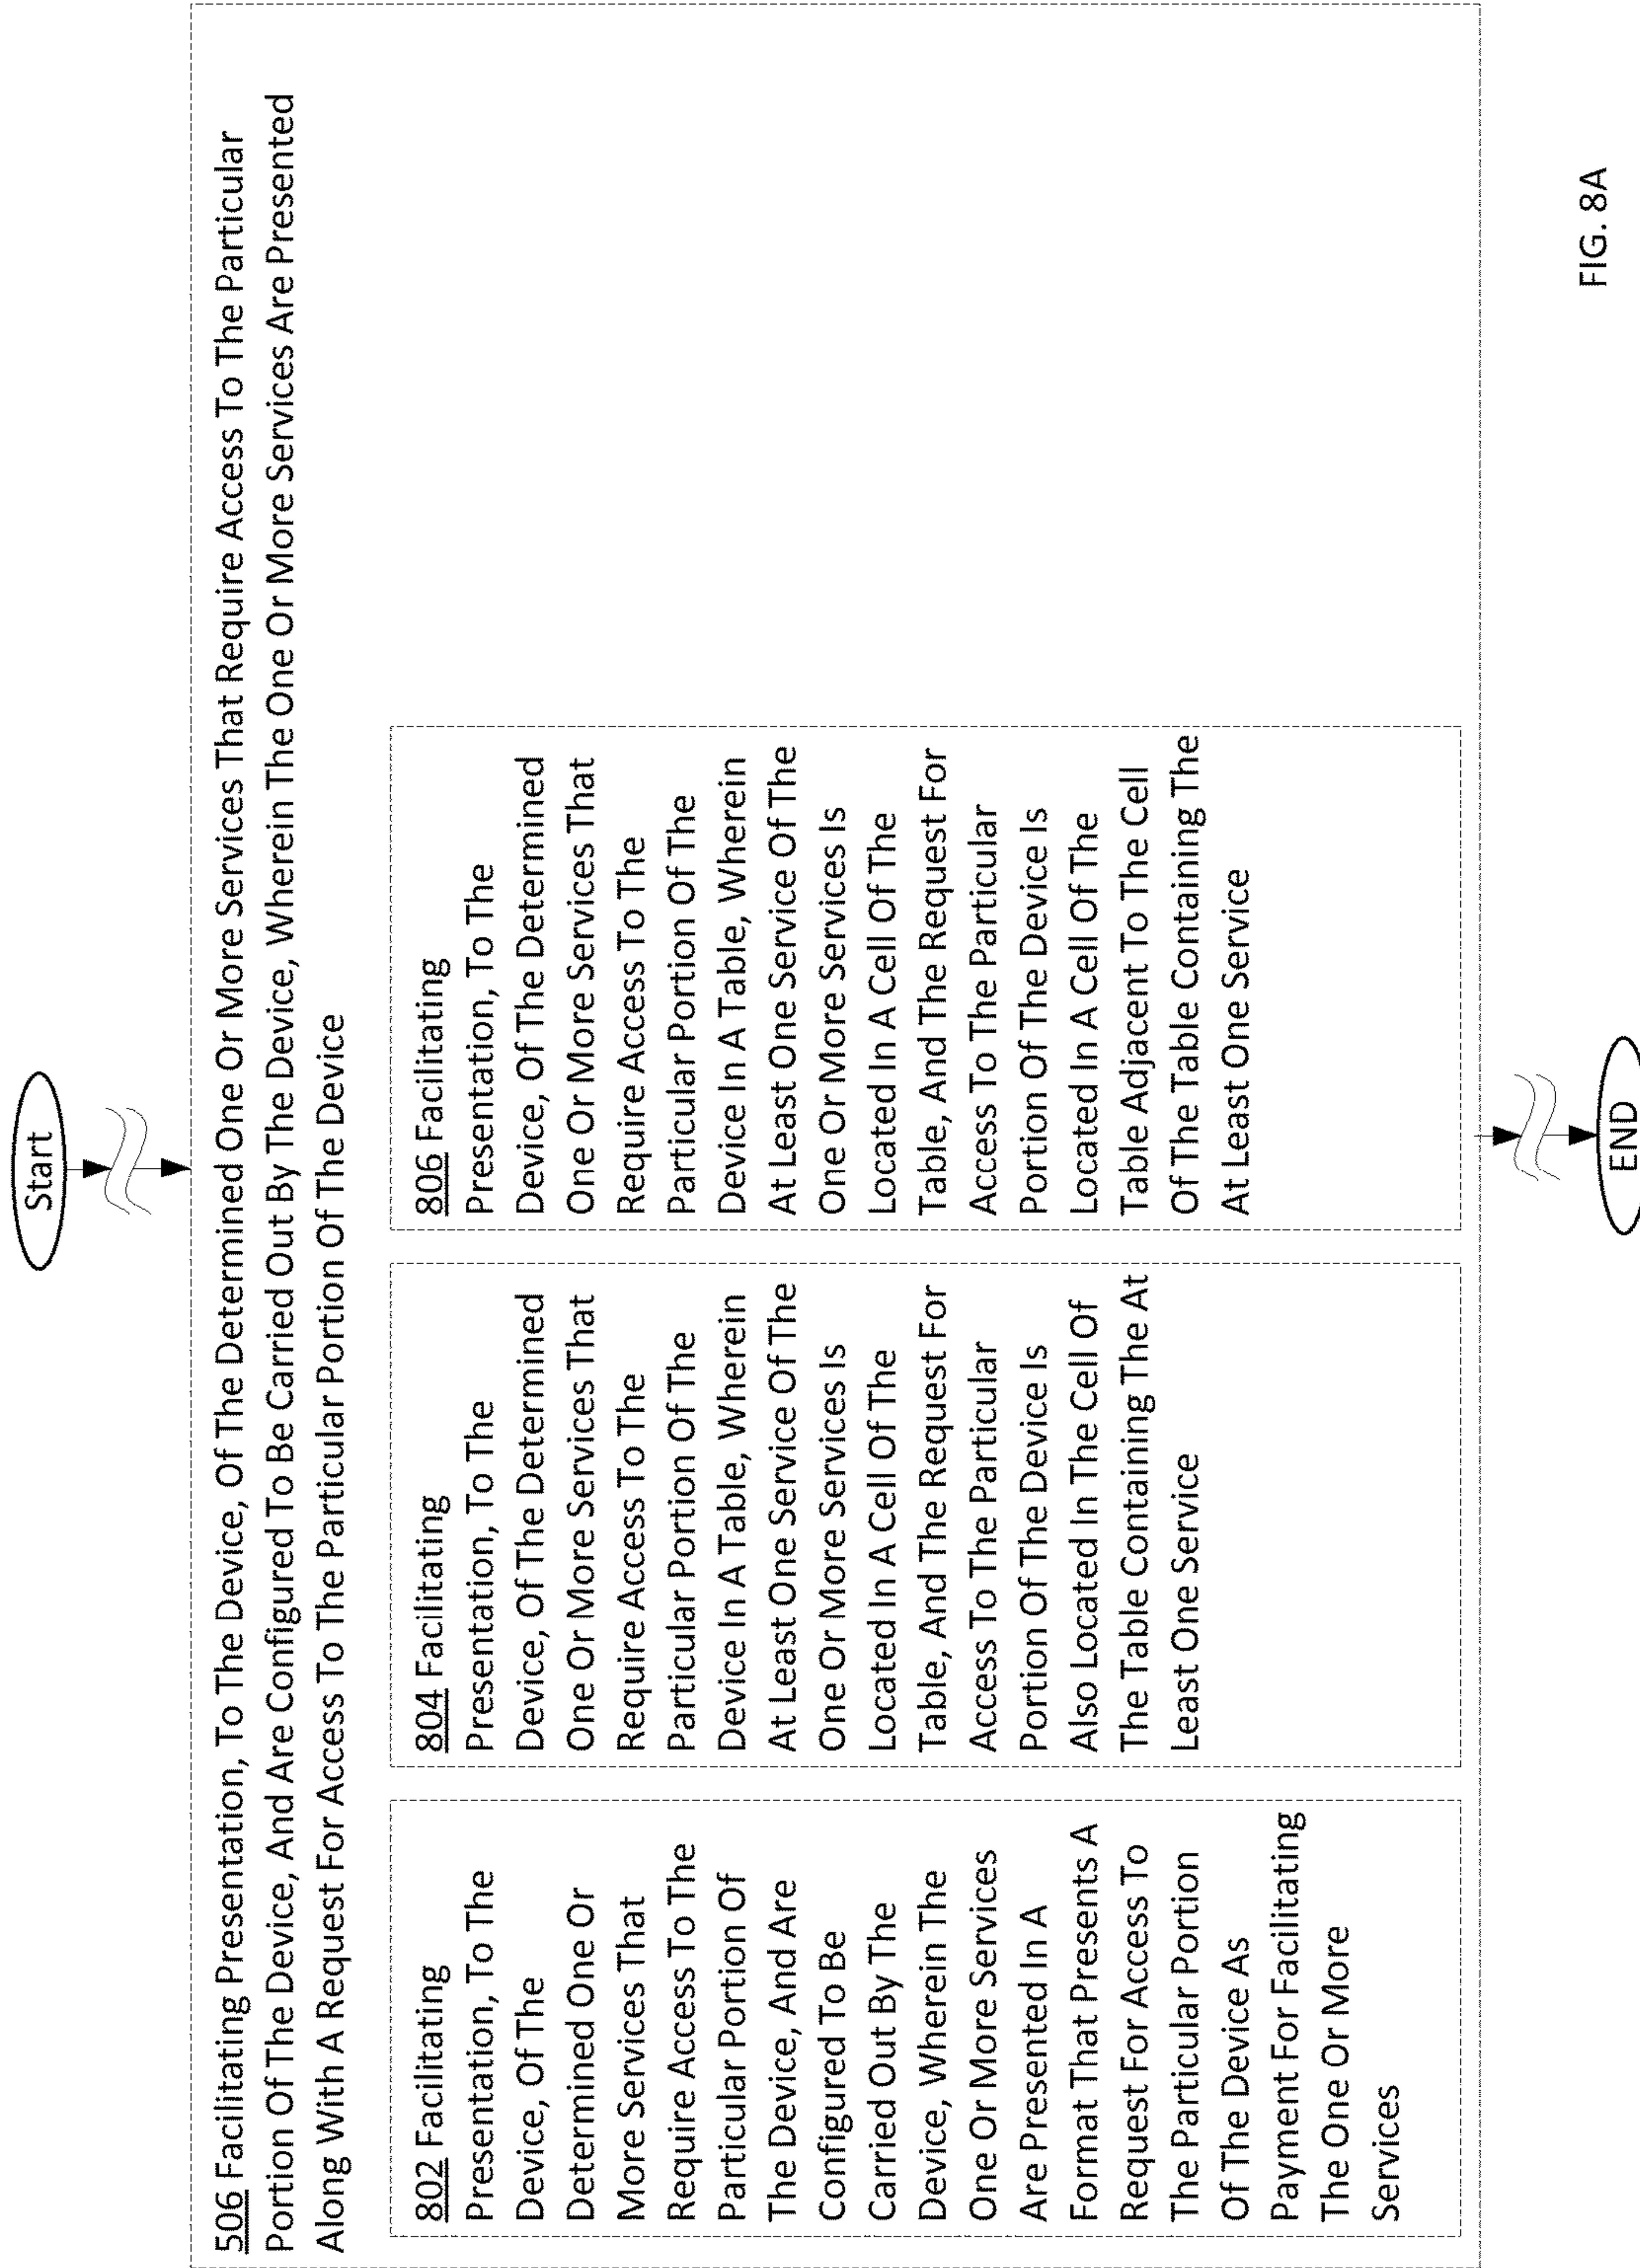 Start
506 Facilitating Presentation, To The Device, Of The Determined One Or More Services That Require Access To The Particular
Portion Of The Device, And Are Configured To Be Carried Out By The Device, Wherein The One Or More Services Are Presented
Along With A Request For Access To The Particular Portion Of The Device
802 Facilitating
Presentation, To The
Device, Of The
Determined One Or
More Services That
Require Access To The
Particular Portion Of
The Device, And Are
Configured To Be
Carried Out By The
Device, Wherein The
One Or More Services
Are Presented In A
Format That Presents A
Request For Access To
The Particular Portion
Of The Device As
Payment For Facilitating
The One Or More
Services
804 Facilitating
Presentation, To The
Device, Of The Determined
One Or More Services That
Require Access To The
Particular Portion Of The
Device In A Table, Wherein
At Least One Service Of The
One Or More Services Is
Located In A Cell Of The
Table, And The Request For
Access To The Particular
Portion Of The Device Is
Also Located In The Cell Of
The Table Containing The At
Least One Service
806 Facilitating
Presentation, To The
Device, Of The Determined
One Or More Services That
Require Access To The
Particular Portion Of The
Device In A Table, Wherein
At Least One Service Of The
One Or More Services Is
Located In A Cell Of The
Table, And The Request For
Access To The Particular
Portion Of The Device Is
Located In A Cell Of The
Table Adjacent To The Cell
Of The Table Containing The
At Least One Service
END
FIG. 8A